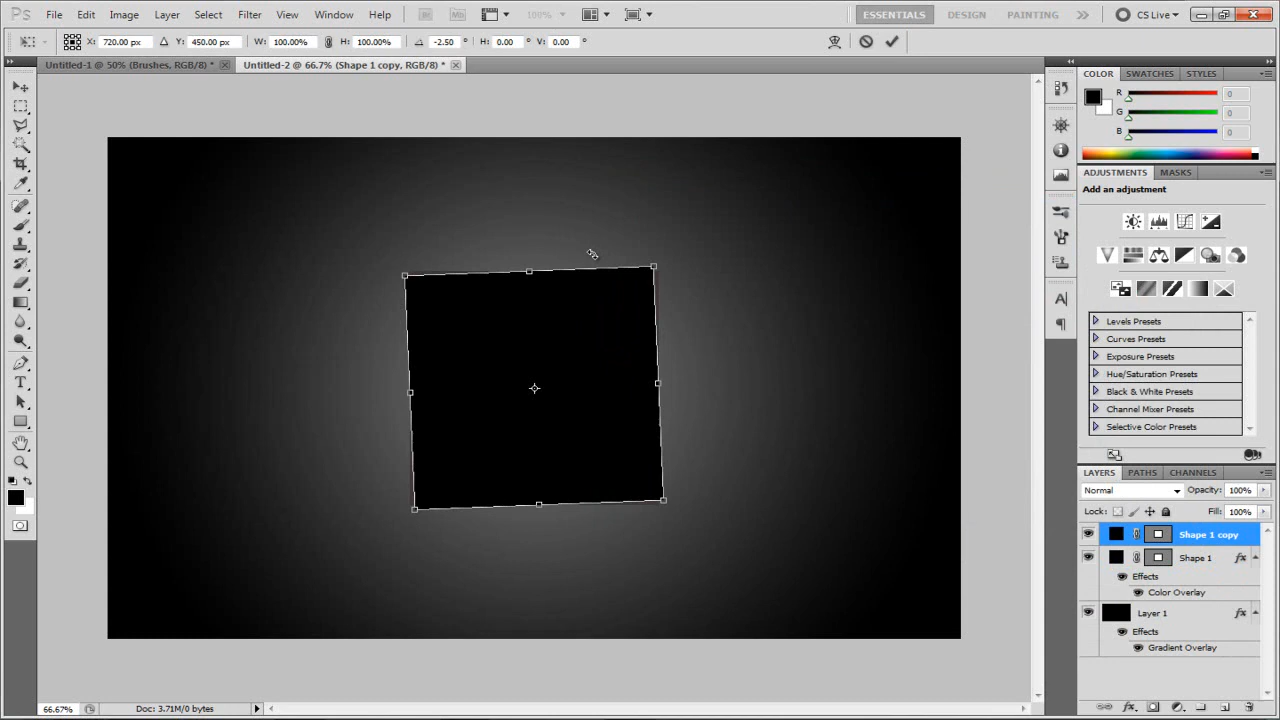 Ps File Edit Image Layer Select Filter View Window Help Br Mb 100% ESSENTIALS DESIGN PAINTING CS Live
X: 720.00 px Y: 450.00 px W: 100.00% H: 100.00% -2.50 ° H: 0.00 ° V: 0.00 °
Untitled-1 @ 50% (Brushes, RGB/8) * Untitled-2 @ 66.7% (Shape 1 copy, RGB/8) *
COLOR SWATCHES STYLES
R 0
G 0
B 0
ADJUSTMENTS MASKS
Add an adjustment
Levels Presets
Curves Presets
Exposure Presets
Hue/Saturation Presets
Black & White Presets
Channel Mixer Presets
Selective Color Presets
LAYERS PATHS CHANNELS
Normal Opacity: 100%
Lock: Fill: 100%
Shape 1 copy
Shape 1 fx
Effects
Color Overlay
Layer 1 fx
Effects
Gradient Overlay
66.67% Doc: 3.71M/0 bytes